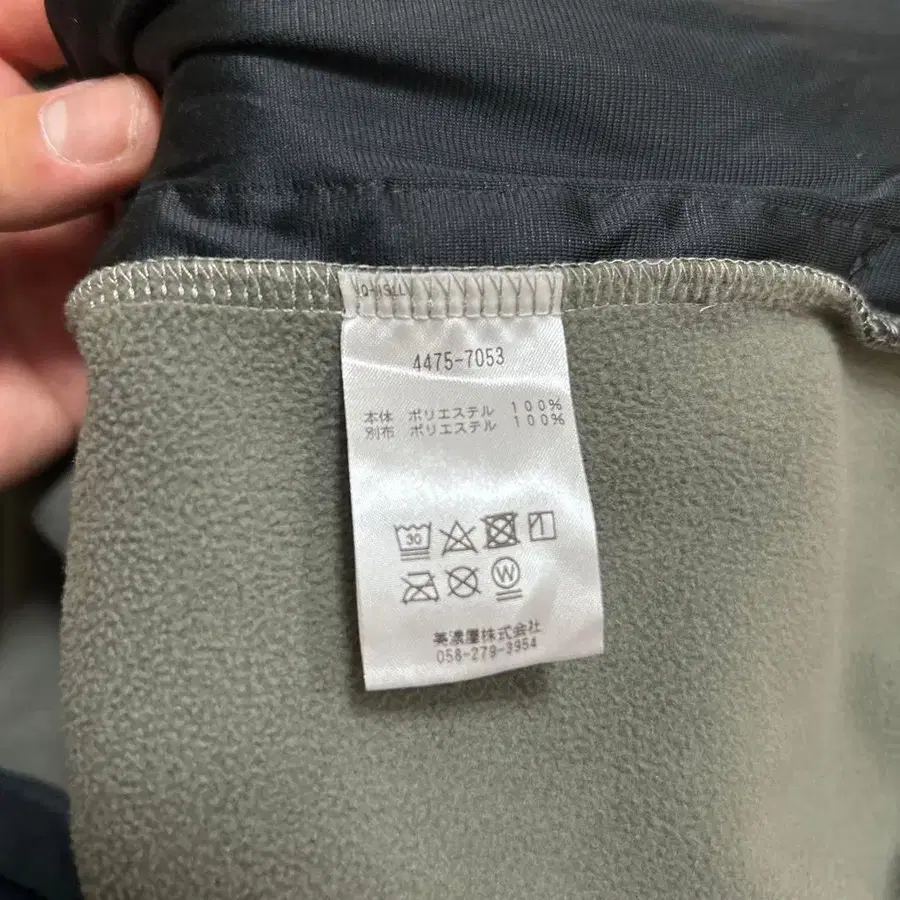 4475-7053
本体 ポリエステル 100%
別布 ポリエステル 100%
30
W
美濃屋株式会社
058-279-3954